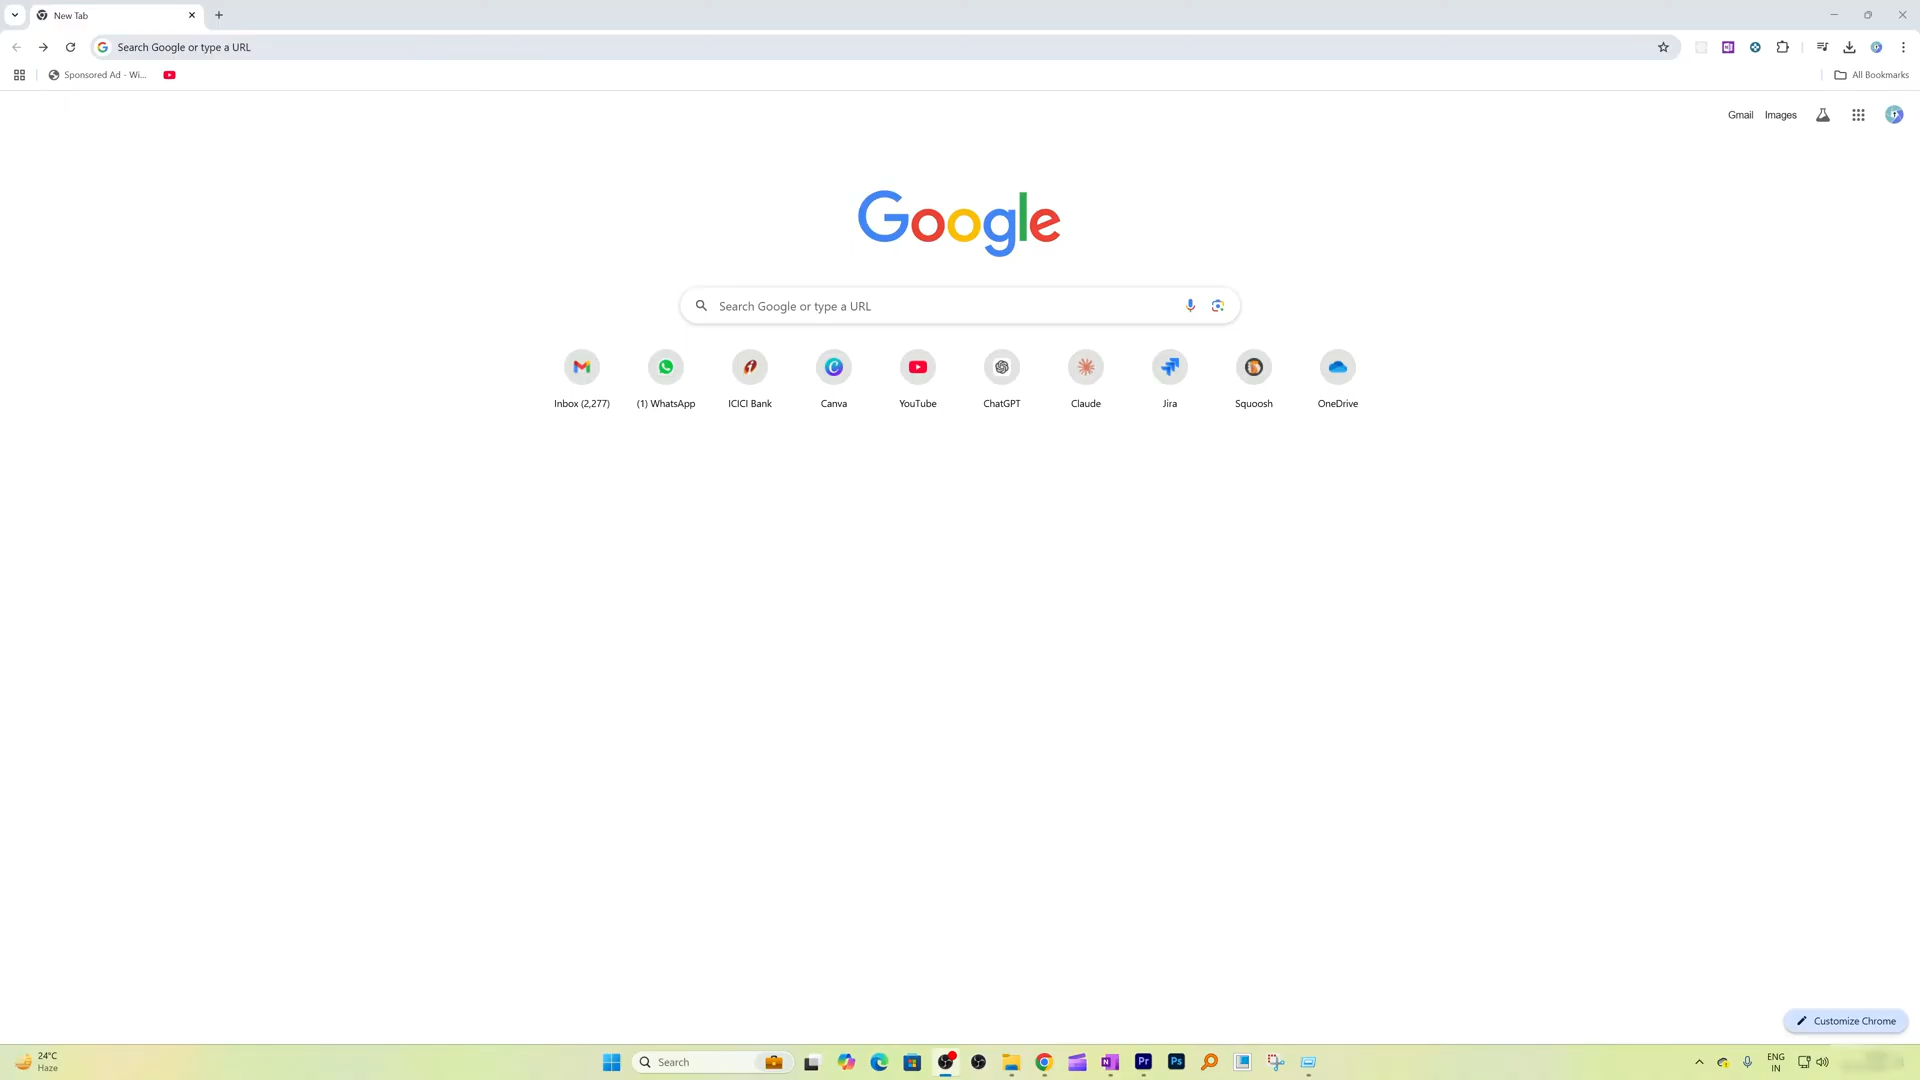 New Tab
Search Google or type a URL
Sponsored Ad - Wi...
All Bookmarks
Gmail
Images
Google
Search Google or type a URL
Inbox (2,277)
(1) WhatsApp
ICICI Bank
Canva
YouTube
ChatGPT
Claude
Jira
Squoosh
OneDrive
Customize Chrome
24°C
Haze
Search
Pr
Ps
ENG
IN